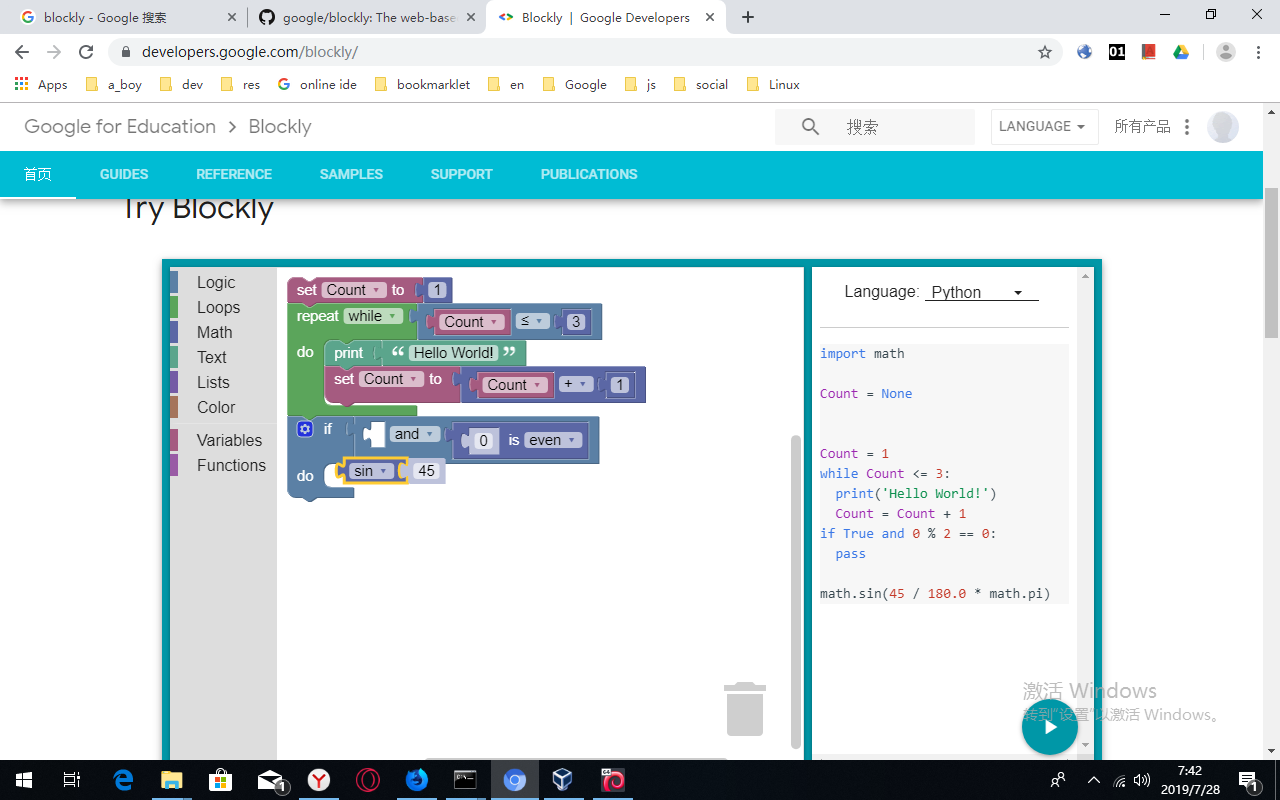 blockly - Google 搜索
google/blockly: The web-base
Blockly | Google Developers
developers.google.com/blockly/
01
Apps
a_boy
dev
res
online ide
bookmarklet
en
Google
js
social
Linux
Google for Education > Blockly
搜索
LANGUAGE
所有产品
首页
GUIDES
REFERENCE
SAMPLES
SUPPORT
PUBLICATIONS
Try Blockly
Logic
Loops
Math
Text
Lists
Color
Variables
Functions
set Count to 1
repeat while Count ≤ 3
do print “ Hello World! ”
set Count to Count + 1
if and 0 is even
do sin 45
Language: Python
import math
Count = None
Count = 1
while Count <= 3:
print('Hello World!')
Count = Count + 1
if True and 0 % 2 == 0:
pass
math.sin(45 / 180.0 * math.pi)
激活 Windows
转到"设置"以激活 Windows。
1
64
7:42
2019/7/28
1